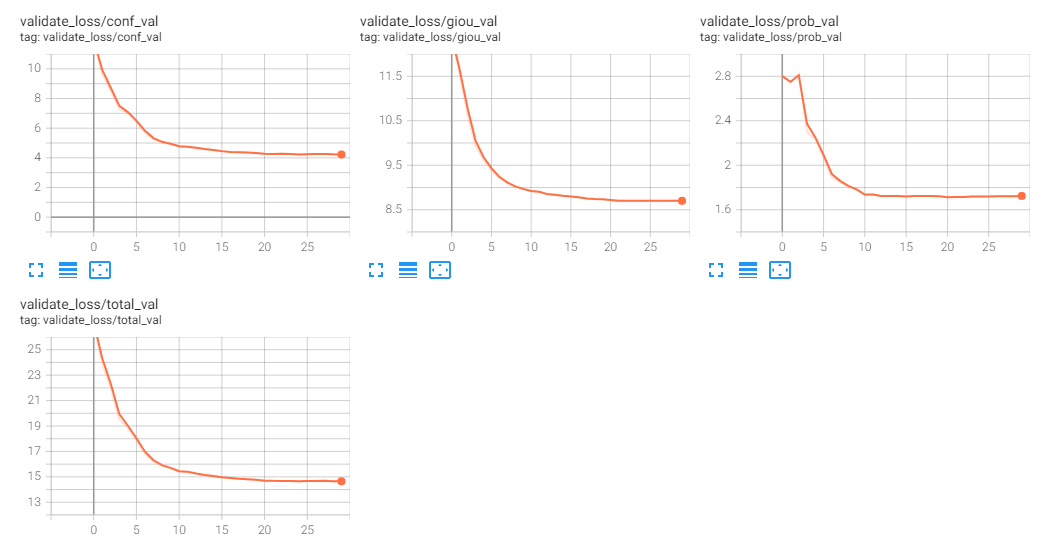 validate_loss/conf_val
tag: validate_loss/conf_val
10
8
6
4
2
0
0 5 10 15 20 25
validate_loss/giou_val
tag: validate_loss/giou_val
11.5
10.5
9.5
8.5
0 5 10 15 20 25
validate_loss/prob_val
tag: validate_loss/prob_val
2.8
2.4
2
1.6
0 5 10 15 20 25
validate_loss/total_val
tag: validate_loss/total_val
25
23
21
19
17
15
13
0 5 10 15 20 25